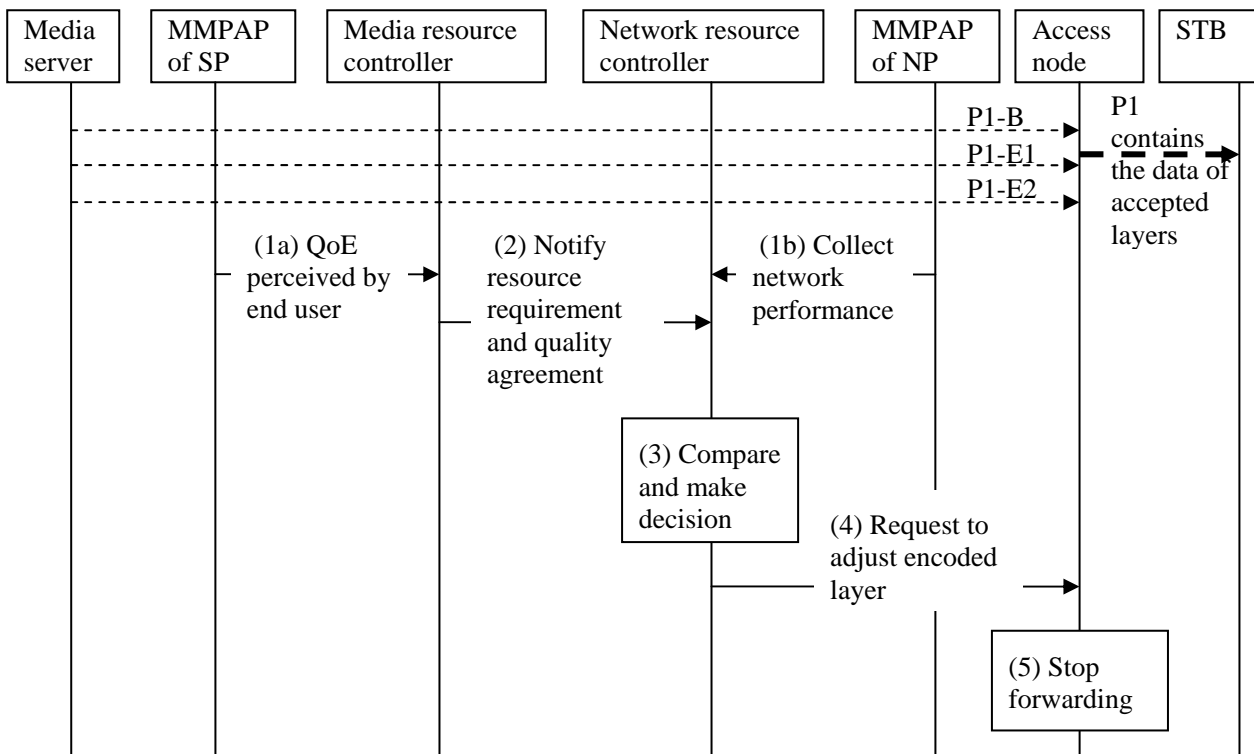 Media
server
MMPAP
of SP
Media resource
controller
Network resource
controller
MMPAP
of NP
Access
node
STB
P1-B
P1-E1
P1-E2
P1
contains
the data of
accepted
layers
(1a) QoE
perceived by
end user
(2) Notify
resource
requirement
and quality
agreement
(1b) Collect
network
performance
(3) Compare
and make
decision
(4) Request to
adjust encoded
layer
(5) Stop
forwarding